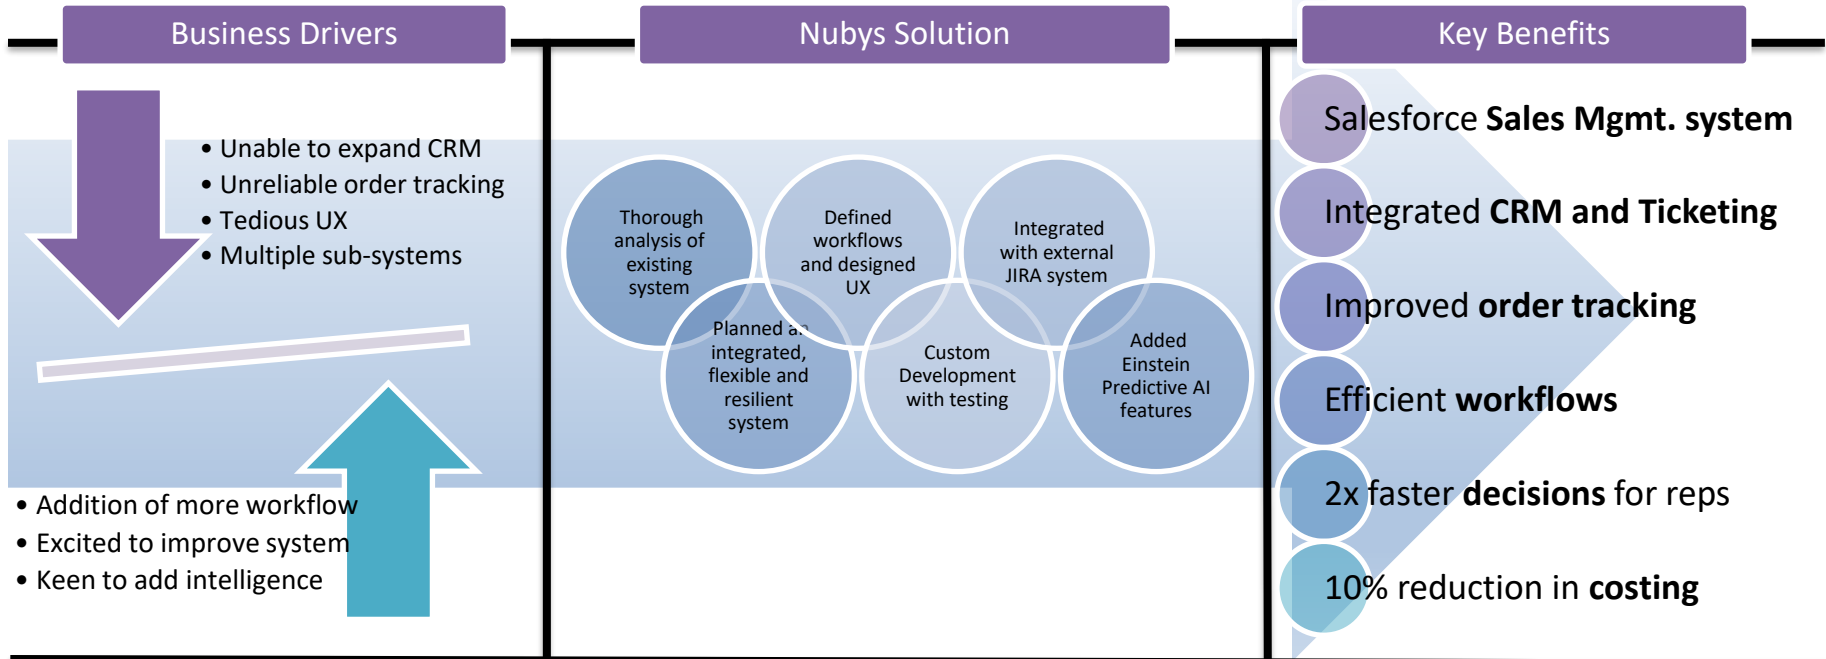 Business Drivers
• Unable to expand CRM
• Unreliable order tracking
• Tedious UX
• Multiple sub-systems
• Addition of more workflow
• Excited to improve system
• Keen to add intelligence
Nubys Solution
Thorough
analysis of
existing
system
Planned an
integrated,
flexible and
resilient
system
Defined
workflows
and designed
UX
Custom
Development
with testing
Integrated
with external
JIRA system
Added
Einstein
Predictive AI
features
Key Benefits
Salesforce Sales Mgmt. system
Integrated CRM and Ticketing
Improved order tracking
Efficient workflows
2x faster decisions for reps
10% reduction in costing